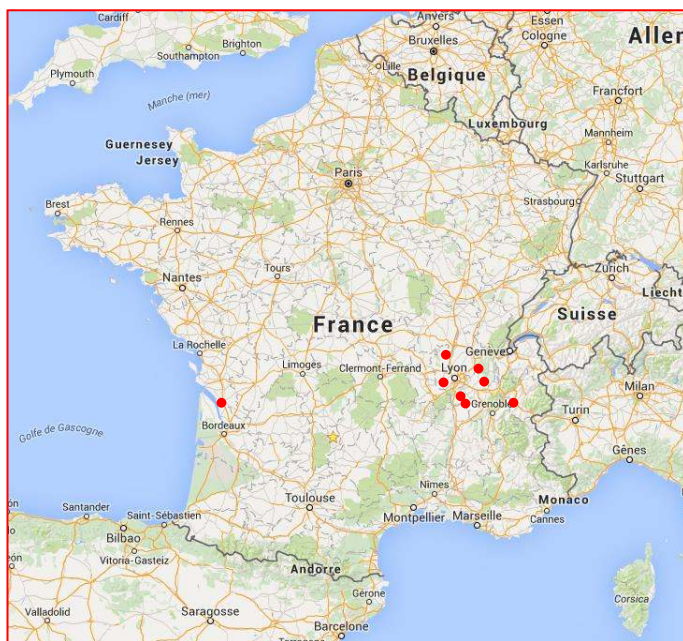 Cardiff
Anvers
Essen
Southampton
Brighton
Bruxelles
Cologne
Allen
Plymouth
Lille
Belgique
Francfort
Manche (mer)
Luxembourg
Mannheim
Guernesey
Jersey
Karlsruhe
Paris
Stuttgart
Strasbourg
Brest
Rennes
Zurich
Tours
Nantes
Liecht
Suisse
France
La Rochelle
Genève
Limoges
Clermont-Ferrand
Lyon
Milan
Grenoble
Turin
Golfe de Gascogne
Bordeaux
Gênes
Nîmes
Toulouse
Monaco
Santander
Saint-Sébastien
Montpellier
Marseille
Cannes
Bilbao
Vitoria-Gasteiz
Andorre
Gérone
Corsica
Valladolid
Saragosse
Barcelone